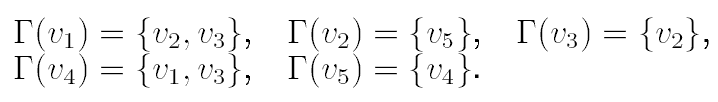 Γ(v₁) = {v₂, v₃}, Γ(v₂) = {v₅}, Γ(v₃) = {v₂},
Γ(v₄) = {v₁, v₃}, Γ(v₅) = {v₄}.